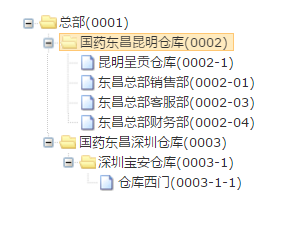 总部(0001)
国药东昌昆明仓库(0002)
昆明呈贡仓库(0002-1)
东昌总部销售部(0002-01)
东昌总部客服部(0002-03)
东昌总部财务部(0002-04)
国药东昌深圳仓库(0003)
深圳宝安仓库(0003-1)
仓库西门(0003-1-1)